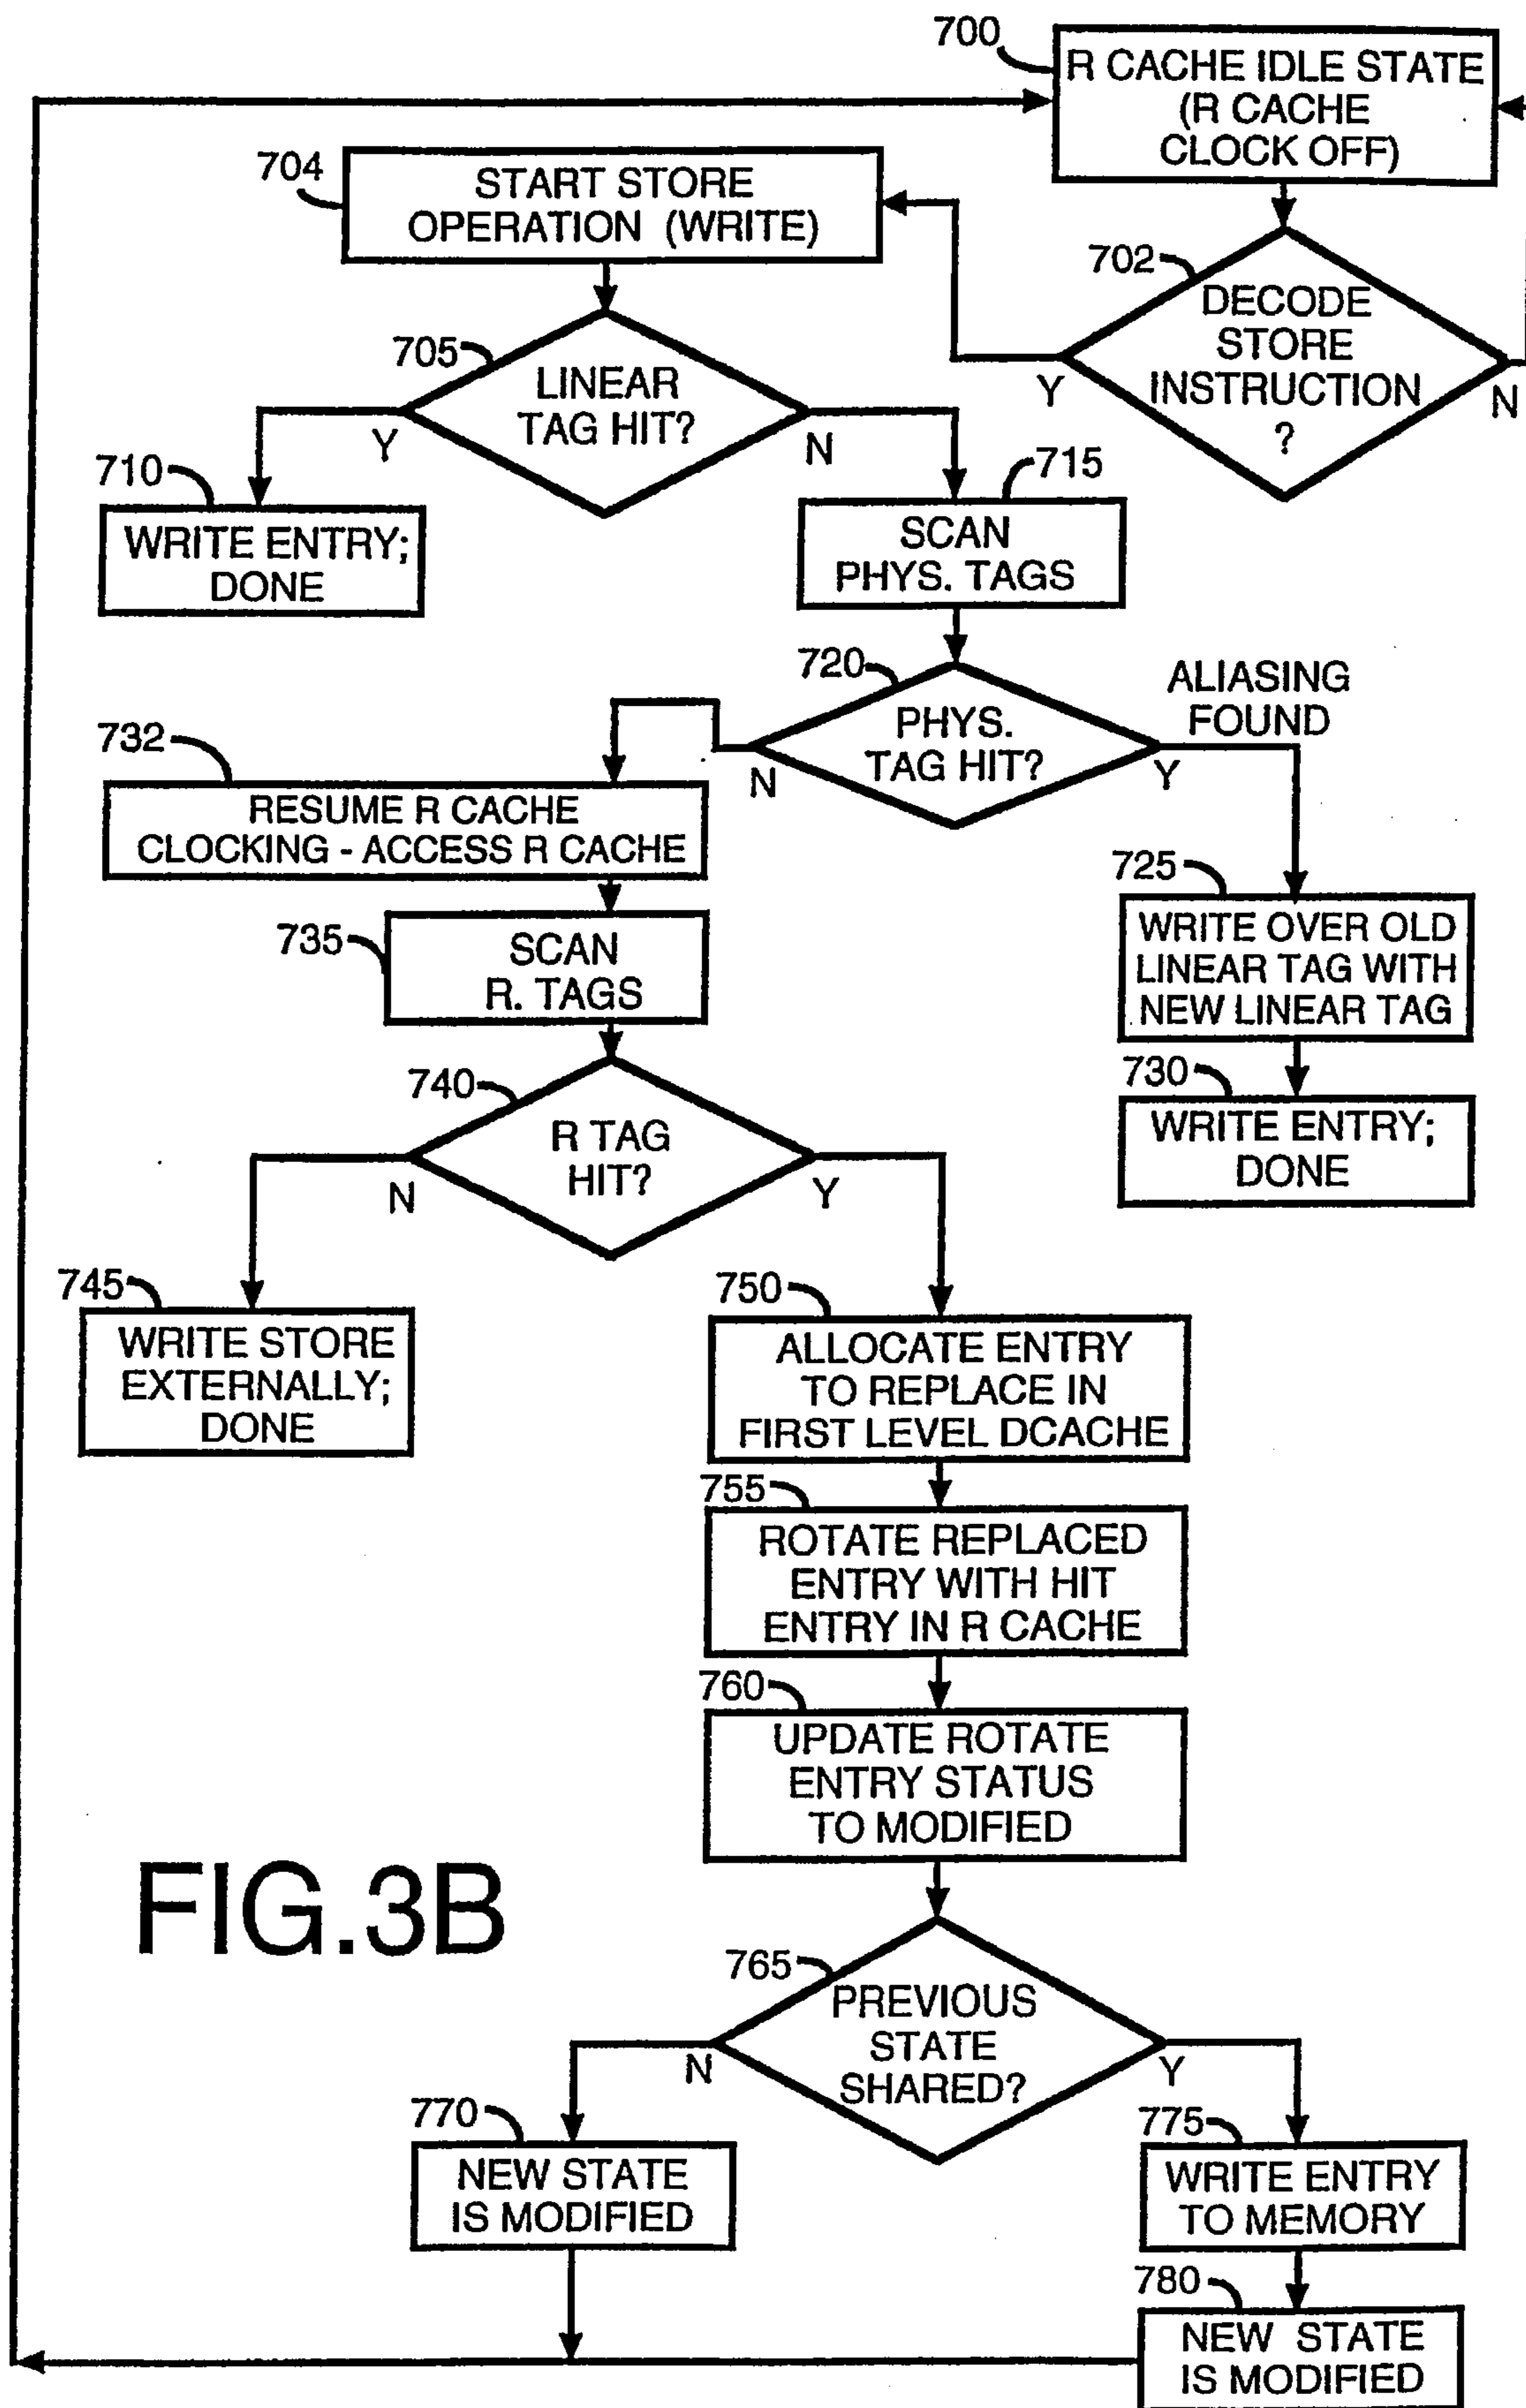 700
R CACHE IDLE STATE
(R CACHE
CLOCK OFF)
704
START STORE
OPERATION (WRITE)
702
DECODE
STORE
INSTRUCTION
?
Y
N
705
LINEAR
TAG HIT?
Y
N
710
WRITE ENTRY;
DONE
715
SCAN
PHYS. TAGS
720
PHYS.
TAG HIT?
N
Y
ALIASING
FOUND
732
RESUME R CACHE
CLOCKING - ACCESS R CACHE
725
WRITE OVER OLD
LINEAR TAG WITH
NEW LINEAR TAG
735
SCAN
R. TAGS
730
WRITE ENTRY;
DONE
740
R TAG
HIT?
N
Y
745
WRITE STORE
EXTERNALLY;
DONE
750
ALLOCATE ENTRY
TO REPLACE IN
FIRST LEVEL DCACHE
755
ROTATE REPLACED
ENTRY WITH HIT
ENTRY IN R CACHE
760
UPDATE ROTATE
ENTRY STATUS
TO MODIFIED
FIG.3B
765
PREVIOUS
STATE
SHARED?
N
Y
770
NEW STATE
IS MODIFIED
775
WRITE ENTRY
TO MEMORY
780
NEW STATE
IS MODIFIED